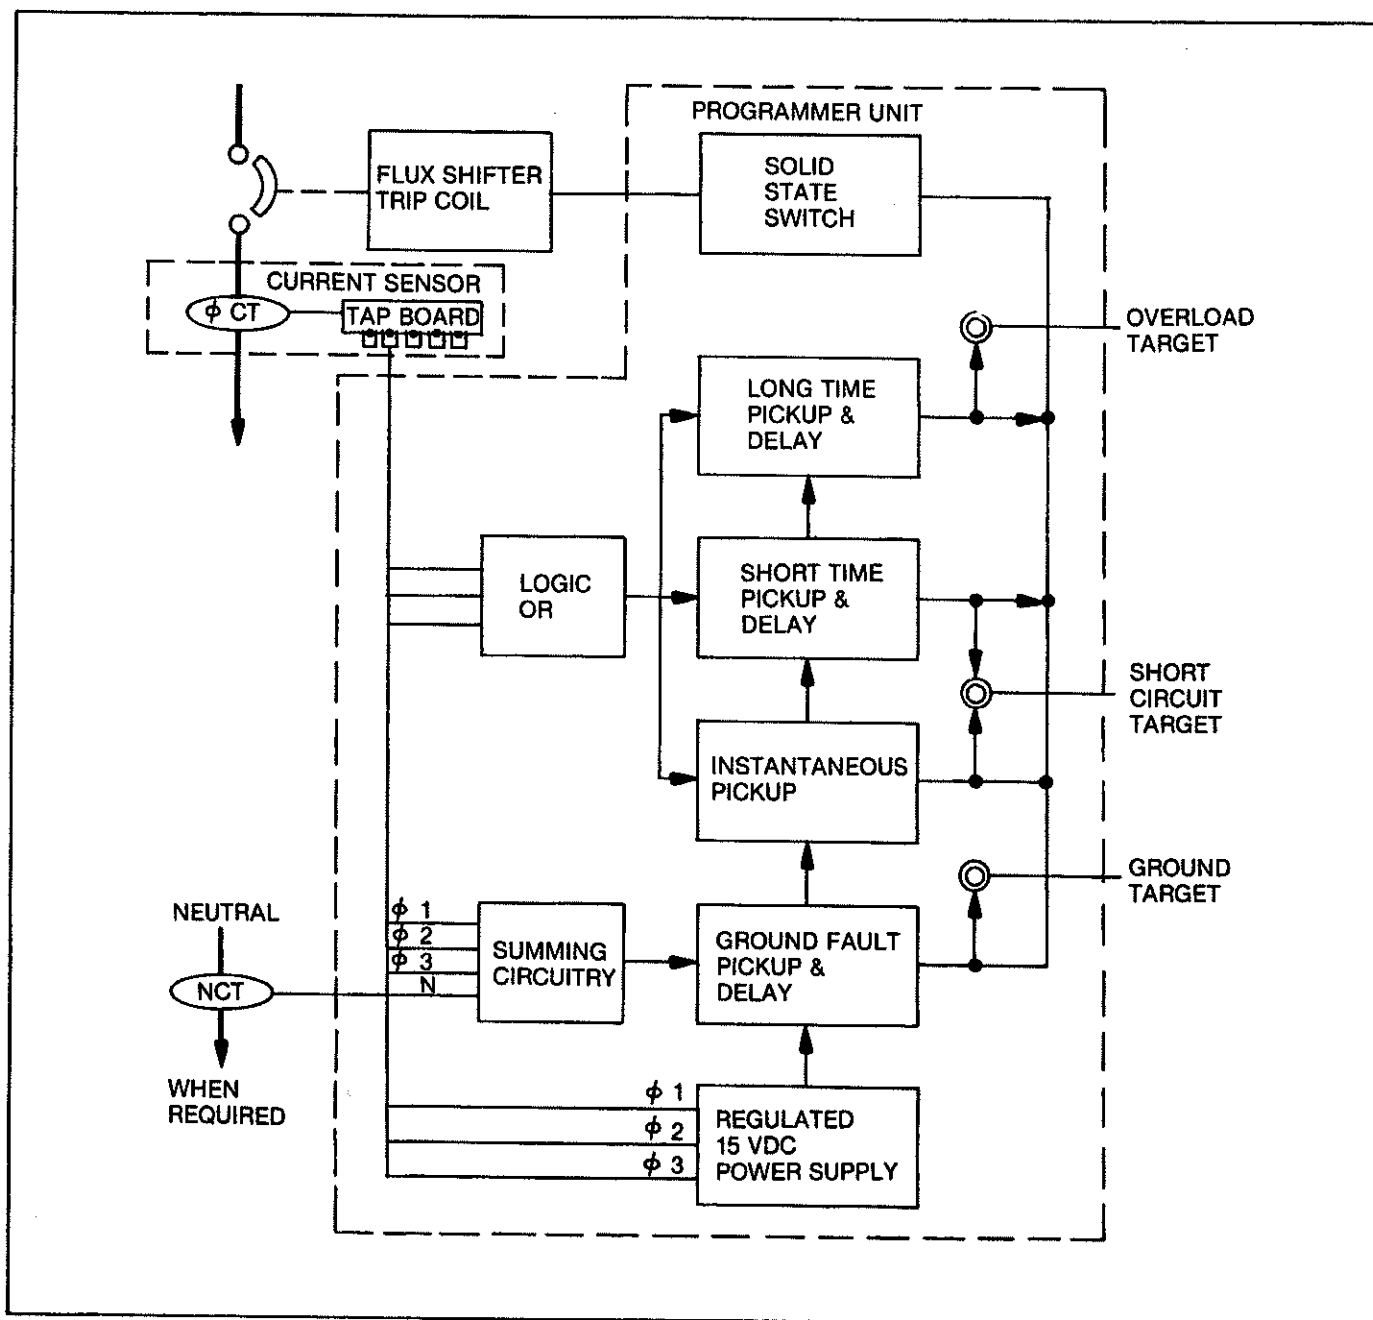 PROGRAMMER UNIT
FLUX SHIFTER
TRIP COIL
SOLID
STATE
SWITCH
CURRENT SENSOR
ϕ CT
TAP BOARD
OVERLOAD
TARGET
LONG TIME
PICKUP &
DELAY
LOGIC
OR
SHORT TIME
PICKUP &
DELAY
SHORT
CIRCUIT
TARGET
INSTANTANEOUS
PICKUP
GROUND
TARGET
NEUTRAL
ϕ 1
ϕ 2
ϕ 3
N
SUMMING
CIRCUITRY
GROUND FAULT
PICKUP &
DELAY
NCT
WHEN
REQUIRED
ϕ 1
ϕ 2
ϕ 3
REGULATED
15 VDC
POWER SUPPLY